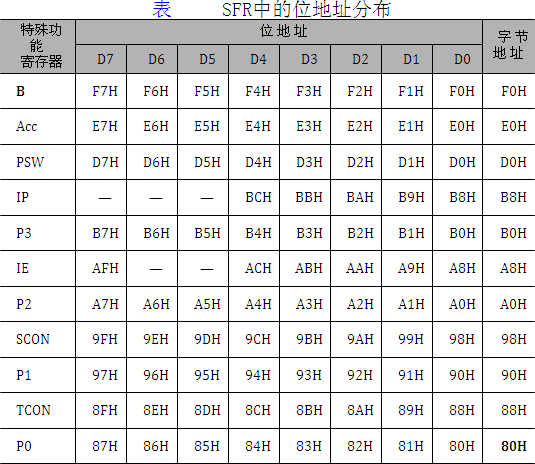 表 SFR中的位地址分布
特殊功能寄存器 位地址 字节地址
D7 D6 D5 D4 D3 D2 D1 D0
B F7H F6H F5H F4H F3H F2H F1H F0H F0H
Acc E7H E6H E5H E4H E3H E2H E1H E0H E0H
PSW D7H D6H D5H D4H D3H D2H D1H D0H D0H
IP — — — BCH BBH BAH B9H B8H B8H
P3 B7H B6H B5H B4H B3H B2H B1H B0H B0H
IE AFH — — ACH ABH AAH A9H A8H A8H
P2 A7H A6H A5H A4H A3H A2H A1H A0H A0H
SCON 9FH 9EH 9DH 9CH 9BH 9AH 99H 98H 98H
P1 97H 96H 95H 94H 93H 92H 91H 90H 90H
TCON 8FH 8EH 8DH 8CH 8BH 8AH 89H 88H 88H
P0 87H 86H 85H 84H 83H 82H 81H 80H 80H